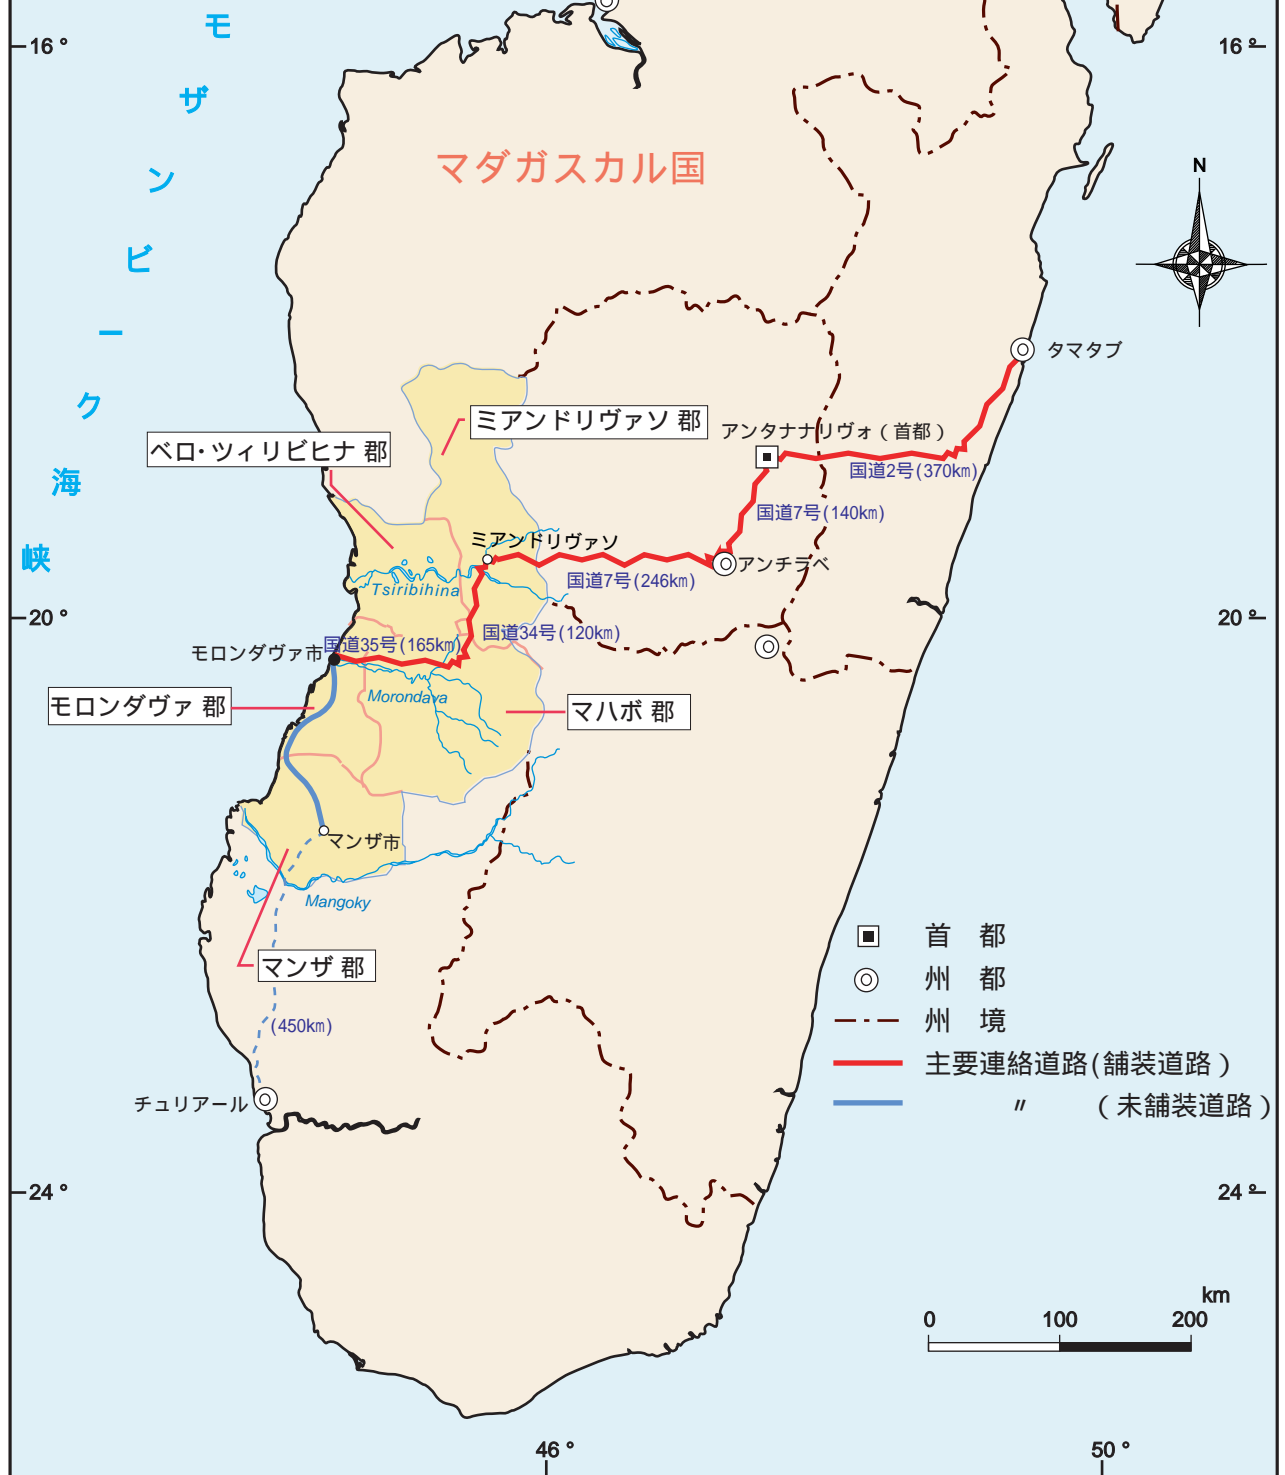 モザンビーク海峡
16°
16°
マダガスカル国
N
タマタブ
ミアンドリヴァソ 郡
アンタナナリヴォ（首都）
ベロ・ツィリビヒナ 郡
国道2号(370km)
国道7号(140km)
ミアンドリヴァソ
アンチラベ
国道7号(246km)
Tsiribihina
20°
20°
国道34号(120km)
国道35号(165km)
モロンダヴァ市
Morondava
モロンダヴァ 郡
マハボ 郡
マンザ市
Mangoky
首 都
マンザ 郡
州 都
(450km)
州 境
主要連絡道路(舗装道路）
〃 （未舗装道路）
チュリアール
24°
24°
km
0 100 200
46°
50°